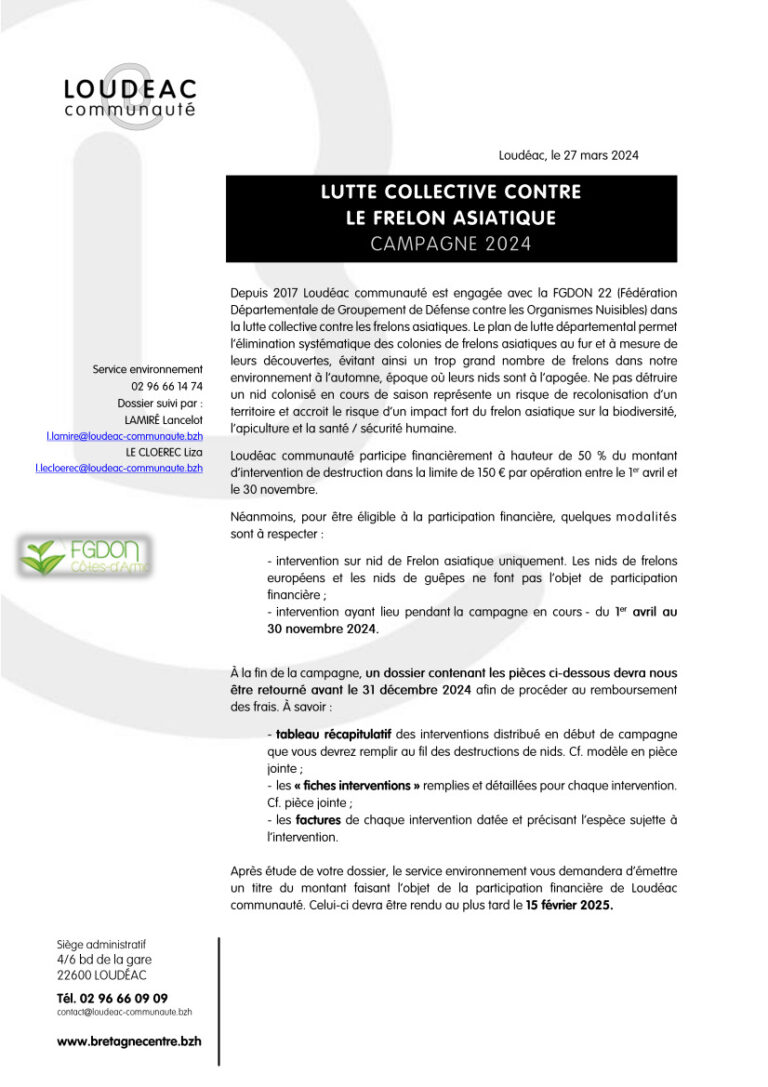 LOUDEAC
communauté
Loudéac, le 27 mars 2024
LUTTE COLLECTIVE CONTRE
LE FRELON ASIATIQUE
CAMPAGNE 2024
Depuis 2017 Loudéac communauté est engagée avec la FGDON 22 (Fédération
Départementale de Groupement de Défense contre les Organismes Nuisibles) dans
la lutte collective contre les frelons asiatiques. Le plan de lutte départemental permet
l'élimination systématique des colonies de frelons asiatiques au fur et à mesure de
leurs découvertes, évitant ainsi un trop grand nombre de frelons dans notre
environnement à l'automne, époque où leurs nids sont à l'apogée. Ne pas détruire
un nid colonisé en cours de saison représente un risque de recolonisation d'un
territoire et accroit le risque d'un impact fort du frelon asiatique sur la biodiversité,
l'apiculture et la santé / sécurité humaine.
Loudéac communauté participe financièrement à hauteur de 50 % du montant
d'intervention de destruction dans la limite de 150 € par opération entre le 1er avril et
le 30 novembre.
Néanmoins, pour être éligible à la participation financière, quelques modalités
sont à respecter :
- intervention sur nid de Frelon asiatique uniquement. Les nids de frelons
européens et les nids de guêpes ne font pas l'objet de participation
financière ;
- intervention ayant lieu pendant la campagne en cours - du 1er avril au
30 novembre 2024.
À la fin de la campagne, un dossier contenant les pièces ci-dessous devra nous
être retourné avant le 31 décembre 2024 afin de procéder au remboursement
des frais. À savoir :
- tableau récapitulatif des interventions distribué en début de campagne
que vous devrez remplir au fil des destructions de nids. Cf. modèle en pièce
jointe ;
- les « fiches interventions » remplies et détaillées pour chaque intervention.
Cf. pièce jointe ;
- les factures de chaque intervention datée et précisant l'espèce sujette à
l'intervention.
Après étude de votre dossier, le service environnement vous demandera d'émettre
un titre du montant faisant l'objet de la participation financière de Loudéac
communauté. Celui-ci devra être rendu au plus tard le 15 février 2025.
Service environnement
02 96 66 14 74
Dossier suivi par :
LAMIRÉ Lancelot
l.lamire@loudeac-communaute.bzh
LE CLOEREC Liza
l.lecloerec@loudeac-communaute.bzh
FGDON
Côtes-d'Armor
Siège administratif
4/6 bd de la gare
22600 LOUDÉAC
Tél. 02 96 66 09 09
contact@loudeac-communaute.bzh
www.bretagnecentre.bzh